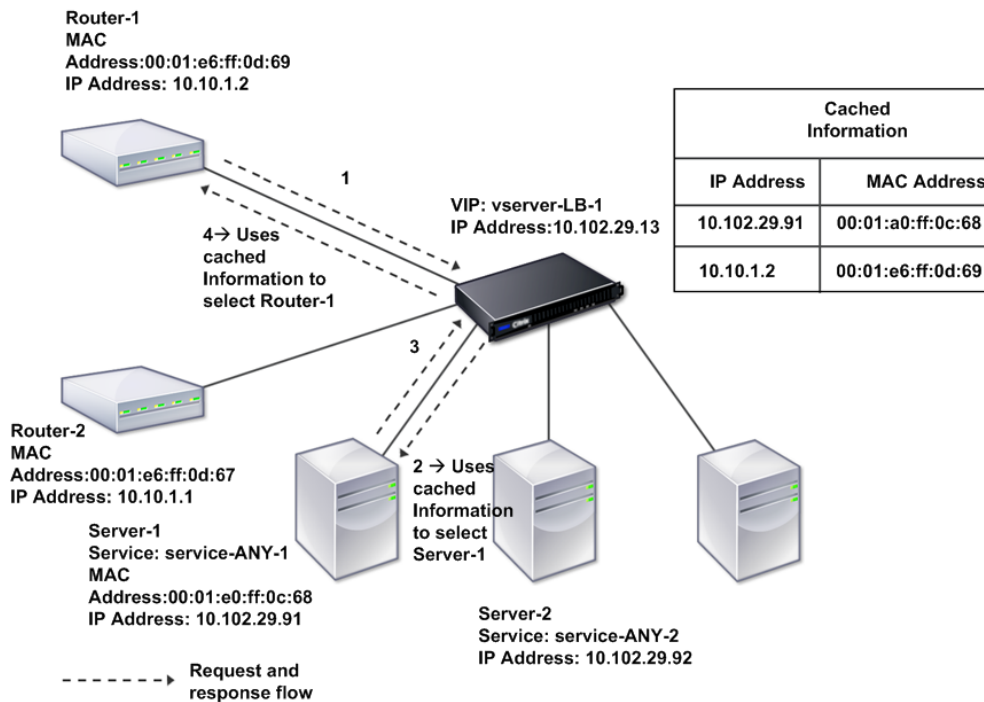 Router-1
MAC
Address:00:01:e6:ff:0d:69
IP Address: 10.10.1.2
Cached
Information
IP Address MAC Address
10.102.29.91 00:01:a0:ff:0c:68
10.10.1.2 00:01:e6:ff:0d:69
1
VIP: vserver-LB-1
IP Address:10.102.29.13
4→ Uses
cached
Information to
select Router-1
3
Router-2
MAC
Address:00:01:e6:ff:0d:67
IP Address: 10.10.1.1
2 → Uses
cached
Information
to select
Server-1
Server-1
Service: service-ANY-1
MAC
Address:00:01:e0:ff:0c:68
IP Address: 10.102.29.91
Server-2
Service: service-ANY-2
IP Address: 10.102.29.92
Request and
response flow